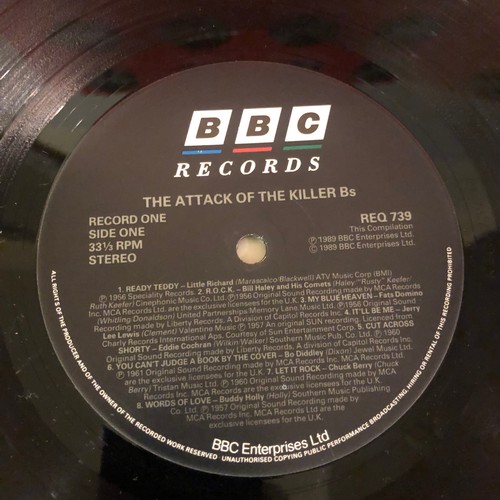 BBC
RECORDS
THE ATTACK OF THE KILLER Bs
RECORD ONE
SIDE ONE
33⅓ RPM
STEREO
REQ 739
This Compilation
Ⓟ 1989 BBC Enterprises Ltd.
© 1989 BBC Enterprises Ltd.
1. READY TEDDY – Little Richard (Marascalco/Blackwell) ATV Music Corp (BMI)
Ⓟ 1956 Speciality Records. 2. R.O.C.K. – Bill Haley and His Comets (Haley/"Rusty" Keefer/
Ruth Keefer) Cinephonic Music Co. Ltd. Ⓟ 1956 Original Sound Recording made by MCA Records
Inc. MCA Records Ltd. are the exclusive licensees for the U.K. 3. MY BLUE HEAVEN – Fats Domino
(Whiting/Donaldson) United Partnerships/Memory Lane Music Ltd. Ⓟ 1956 Original Sound
Recording made by Liberty Records. A Division of Capitol Records Inc. 4. IT'LL BE ME – Jerry
Lee Lewis (Clement) Valentine Music Ⓟ 1957 An Original SUN recording. Licenced from
Charly Records International Aps. Courtesy of Sun Entertainment Corp. 5. CUT ACROSS
SHORTY – Eddie Cochran (Wilkin/Walker) Southern Music Co. Ltd. Ⓟ 1960
Original Sound Recording made by Liberty Records, a division of Capitol Records Inc.
6. YOU CAN'T JUDGE A BOOK BY THE COVER – Bo Diddley (Dixon) Jewel Music Ltd.
Ⓟ 1961 Original Sound Recording made by MCA Records Inc. MCA Records Ltd.
are the exclusive licensees for the U.K. 7. LET IT ROCK – Chuck Berry (Chuck
Berry) Tristan Music Ltd. Ⓟ 1960 Original Sound Recording made by MCA
Records Inc. MCA Records Ltd are the exclusive licensees for the U.K.
8. WORDS OF LOVE – Buddy Holly (Holly) Southern Music Publishing
Co. Ltd. Ⓟ 1957 Original Sound Recording made by
MCA Records Inc. MCA Records Ltd are the
exclusive licensees for the U.K.
BBC Enterprises Ltd
ALL RIGHTS OF THE PRODUCER AND OF THE OWNER OF THE RECORDED WORK RESERVED UNAUTHORISED COPYING PUBLIC PERFORMANCE BROADCASTING HIRING OR RENTAL OF THIS RECORDING PROHIBITED